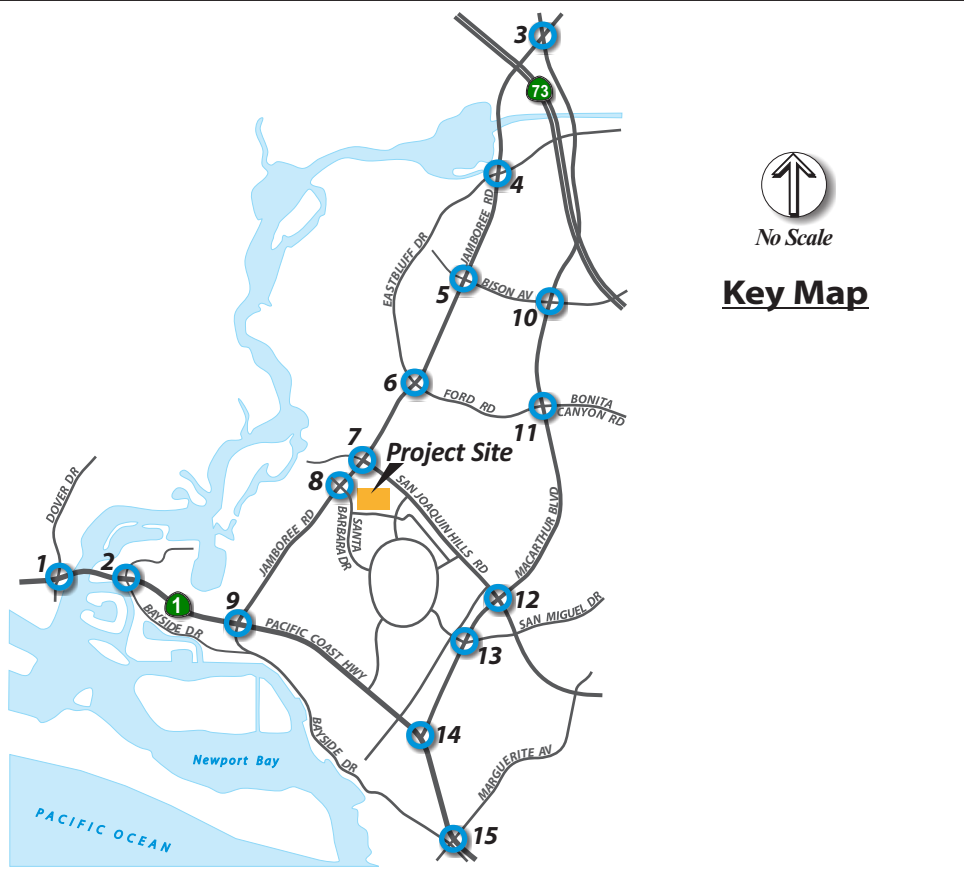 3
73
4
No Scale
JAMBOREE RD
EASTBLUFF DR
5
BISON AV
10
Key Map
6
FORD RD
BONITA
CANYON RD
11
7
Project Site
8
SAN JOAQUIN HILLS RD
DOVER DR
SANTA
BARBARA DR
JAMBOREE RD
MACARTHUR BLVD
1
2
1
9
12
BAYSIDE DR
PACIFIC COAST HWY
SAN MIGUEL DR
13
14
BAYSIDE DR
MARGUERITE AV
Newport Bay
PACIFIC OCEAN
15